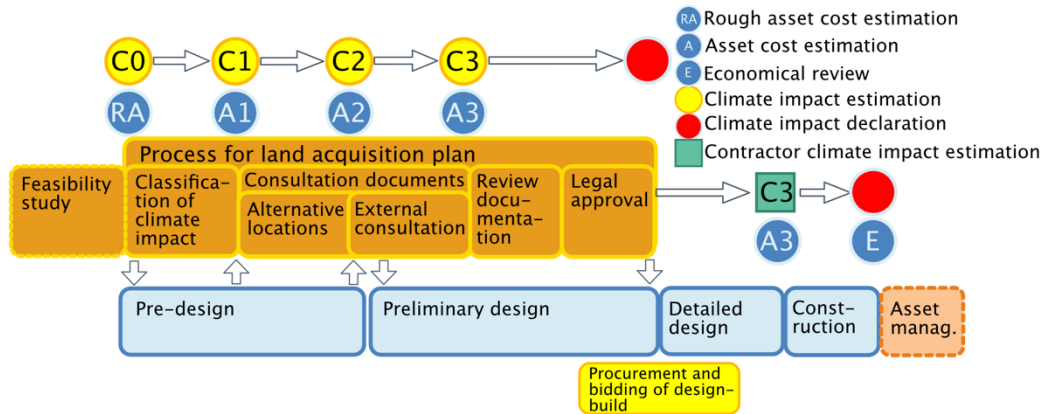 RA Rough asset cost estimation
A Asset cost estimation
E Economical review
Climate impact estimation
Climate impact declaration
Contractor climate impact estimation
C0 C1 C2 C3
RA A1 A2 A3
Process for land acquisition plan
Feasibility
study
Classifica-
tion of
climate
impact
Consultation documents
Alternative
locations
External
consultation
Review
docu-
menta-
tion
Legal
approval
C3
A3
E
Pre-design
Preliminary design
Detailed
design
Const-
ruction
Asset
manag.
Procurement and
bidding of design-
build